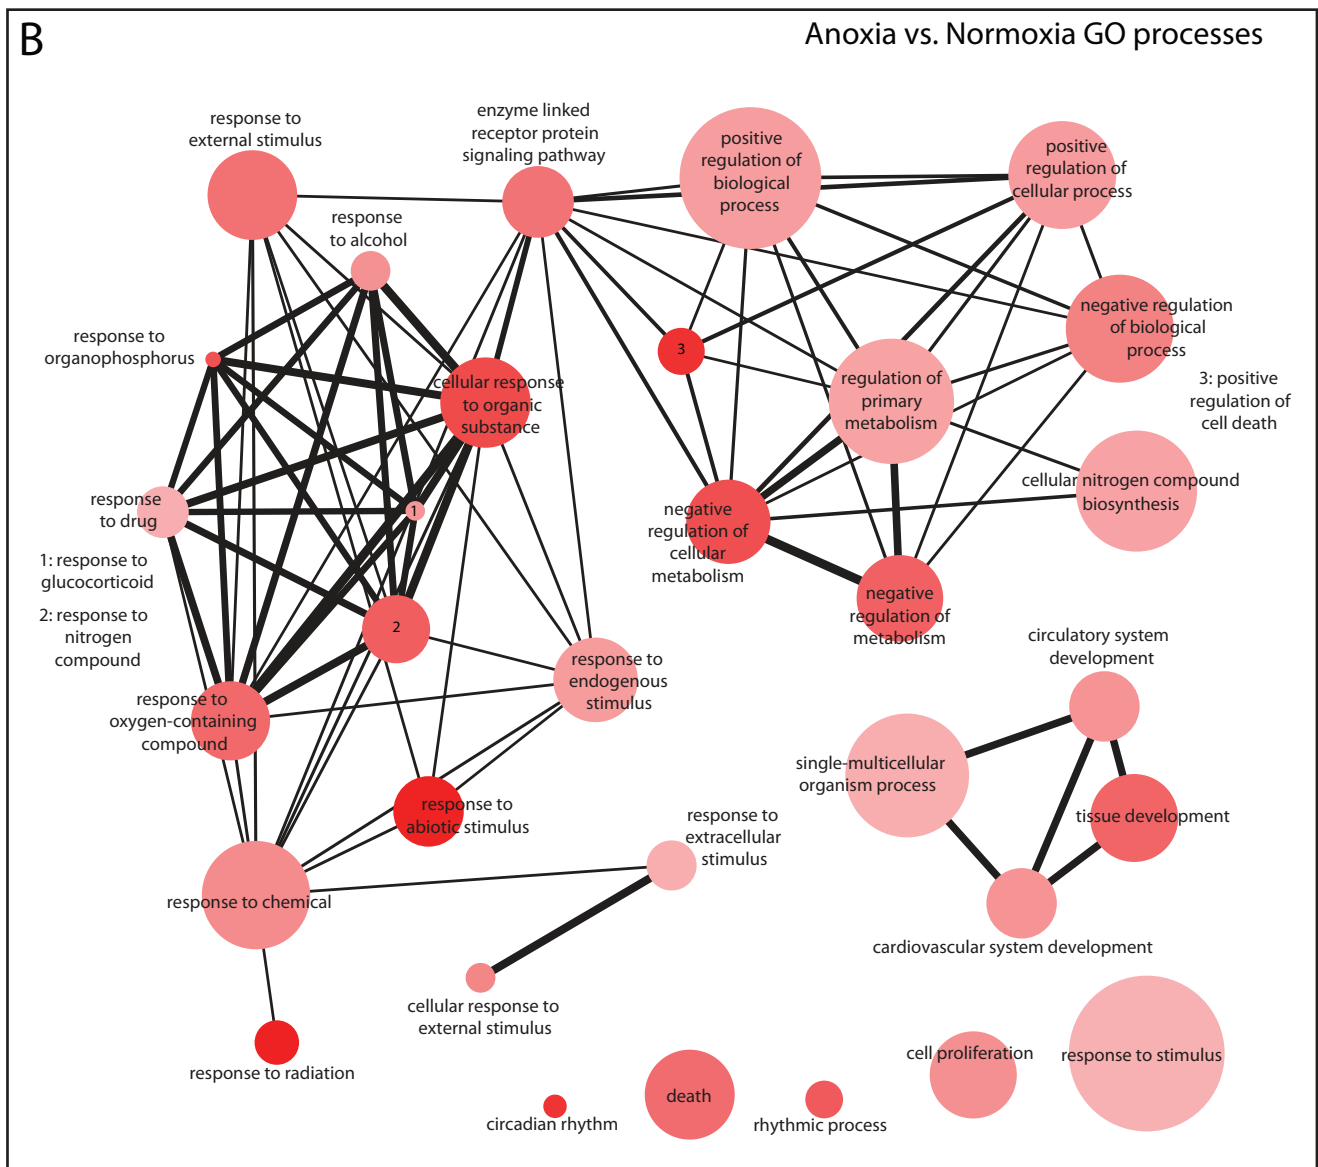 B
Anoxia vs. Normoxia GO processes
response to
external stimulus
enzyme linked
receptor protein
signaling pathway
positive
regulation of
biological
process
positive
regulation of
cellular process
response
to alcohol
response to
organophosphorus
cellular response
to organic
substance
3
regulation of
primary
metabolism
negative regulation
of biological
process
3: positive
regulation of
cell death
cellular nitrogen compound
biosynthesis
response
to drug
1
negative
regulation of
cellular
metabolism
1: response to
glucocorticoid
2: response to
nitrogen
compound
2
negative
regulation of
metabolism
response to
endogenous
stimulus
response to
oxygen-containing
compound
circulatory system
development
single-multicellular
organism process
tissue development
cardiovascular system development
response to
abiotic stimulus
response to
extracellular
stimulus
response to chemical
cellular response to
external stimulus
response to radiation
circadian rhythm
death
rhythmic process
cell proliferation
response to stimulus